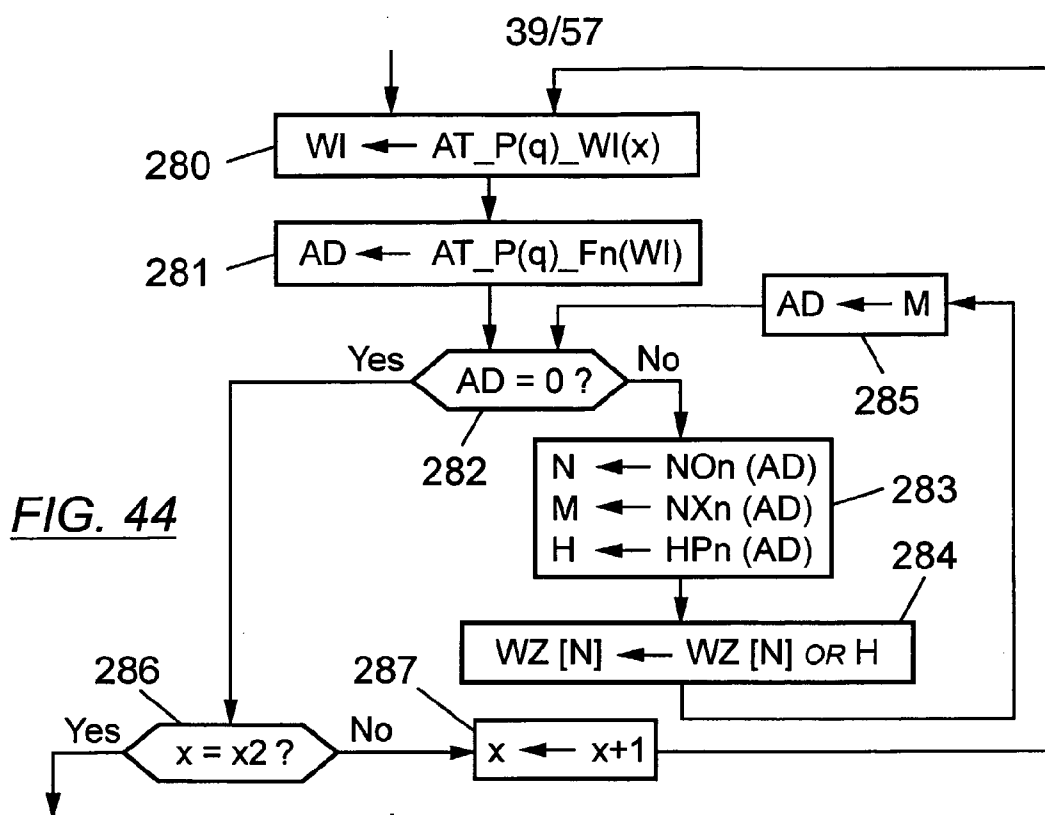 39/57
WI ← AT_P(q)_WI(x)
280
AD ← AT_P(q)_Fn(WI)
281
AD ← M
285
Yes
AD = 0 ?
No
282
N ← NOn (AD)
M ← NXn (AD)
H ← HPn (AD)
283
FIG. 44
284
WZ [N] ← WZ [N] OR H
286
287
Yes
x = x2 ?
No
x ← x+1